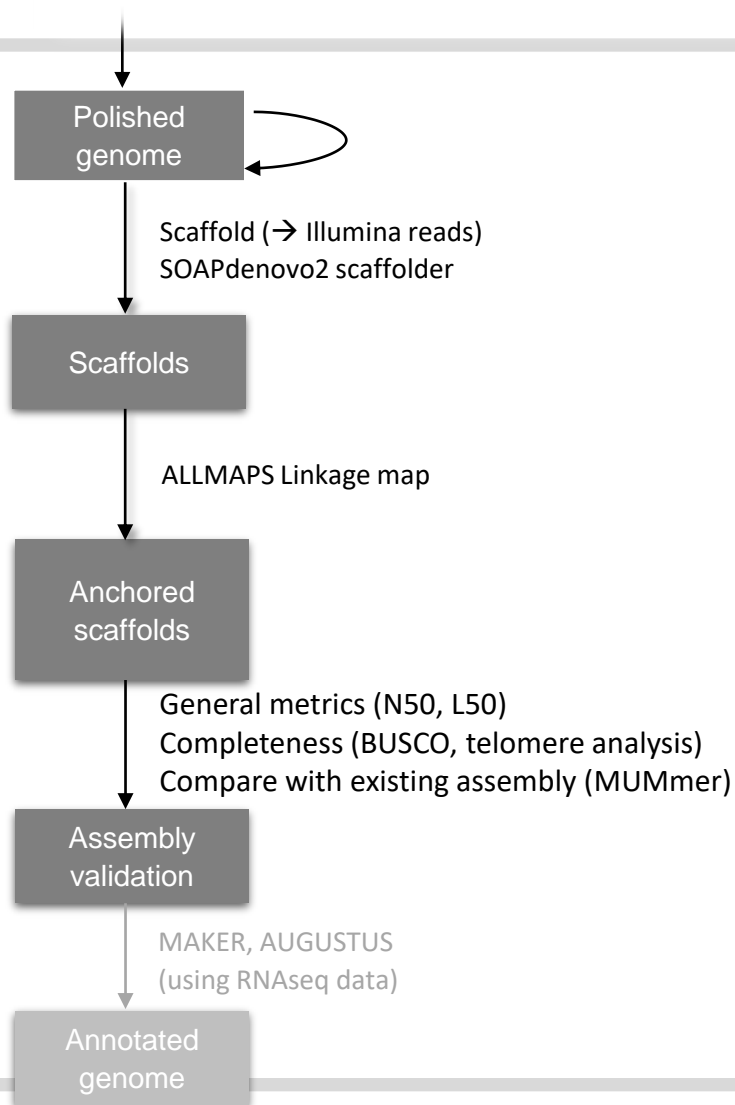 Polished
genome
Scaffold (→ Illumina reads)
SOAPdenovo2 scaffolder
Scaffolds
ALLMAPS Linkage map
Anchored
scaffolds
General metrics (N50, L50)
Completeness (BUSCO, telomere analysis)
Compare with existing assembly (MUMmer)
Assembly
validation
MAKER, AUGUSTUS
(using RNAseq data)
Annotated
genome